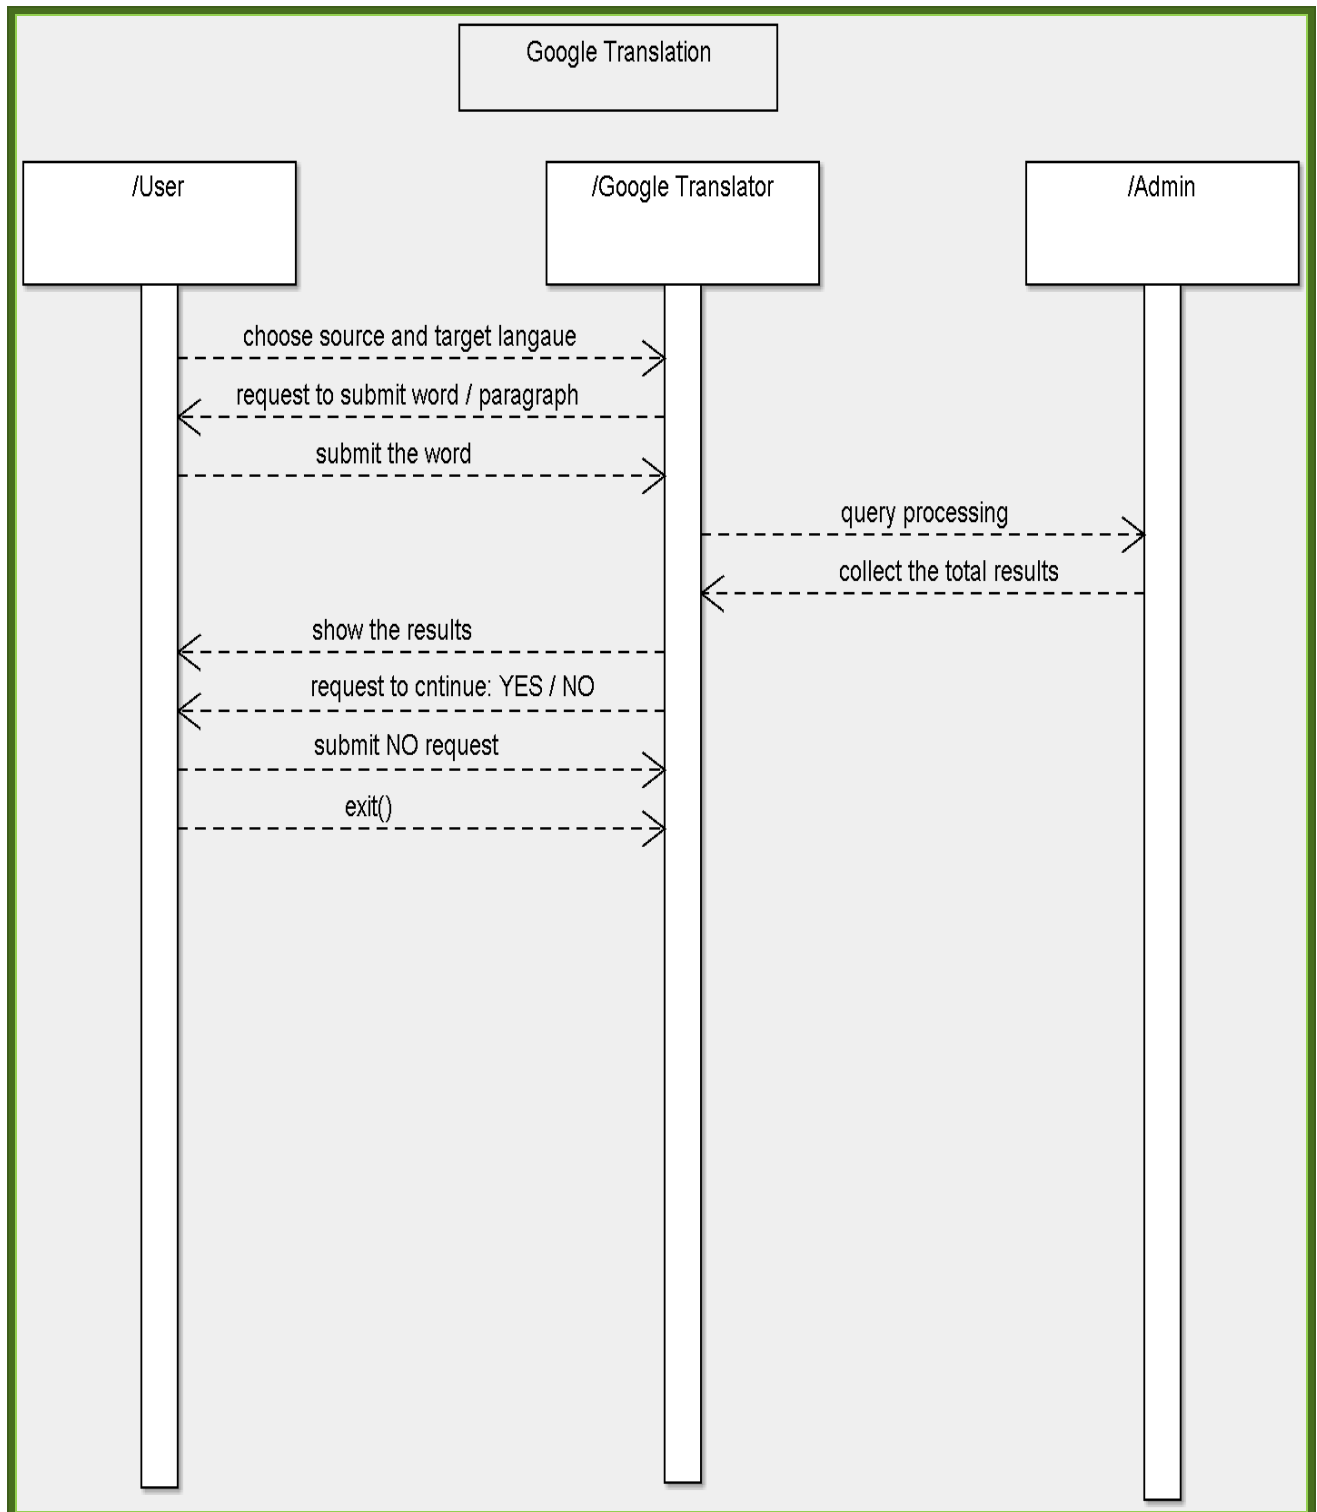 Google Translation
/User
/Google Translator
/Admin
choose source and target langaue
request to submit word / paragraph
submit the word
query processing
collect the total results
show the results
request to cntinue: YES / NO
submit NO request
exit()